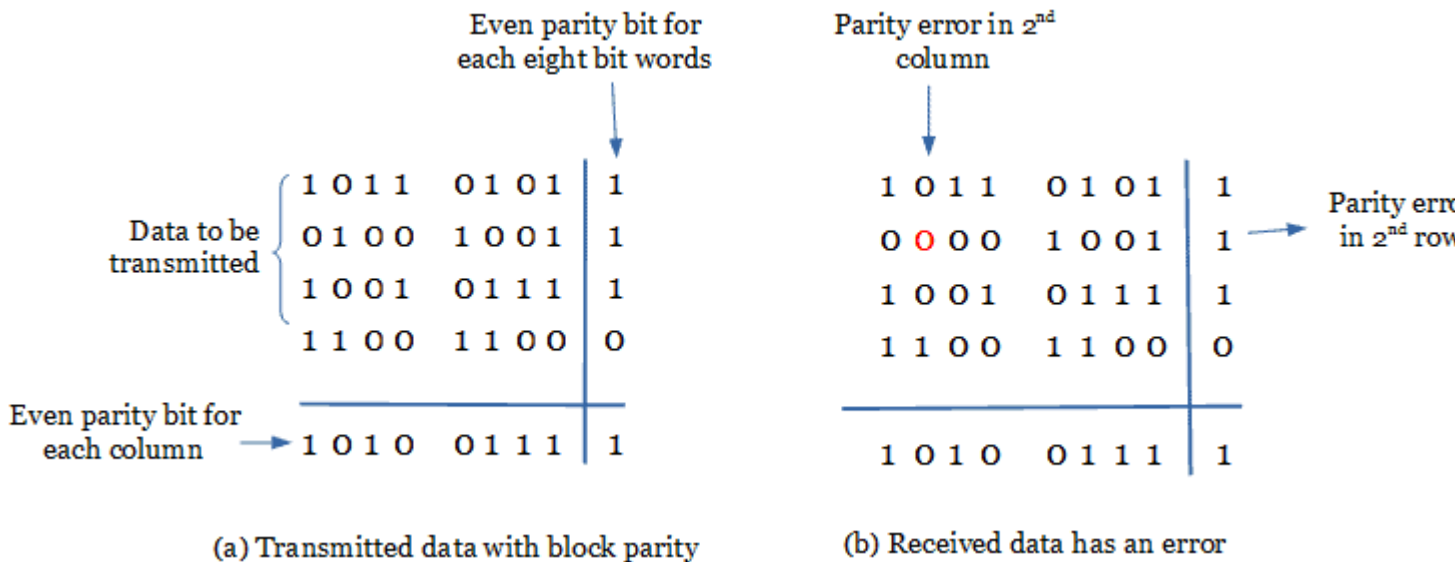 Even parity bit for
each eight bit words
Parity error in 2nd
column
Data to be
transmitted
1 0 1 1 0 1 0 1 1
0 1 0 0 1 0 0 1 1
1 0 0 1 0 1 1 1 1
1 1 0 0 1 1 0 0 0
Even parity bit for
each column
1 0 1 0 0 1 1 1 1
1 0 1 1 0 1 0 1 1
0 0 0 0 1 0 0 1 1
1 0 0 1 0 1 1 1 1
1 1 0 0 1 1 0 0 0
1 0 1 0 0 1 1 1 1
Parity erro
in 2nd row
(a) Transmitted data with block parity
(b) Received data has an error